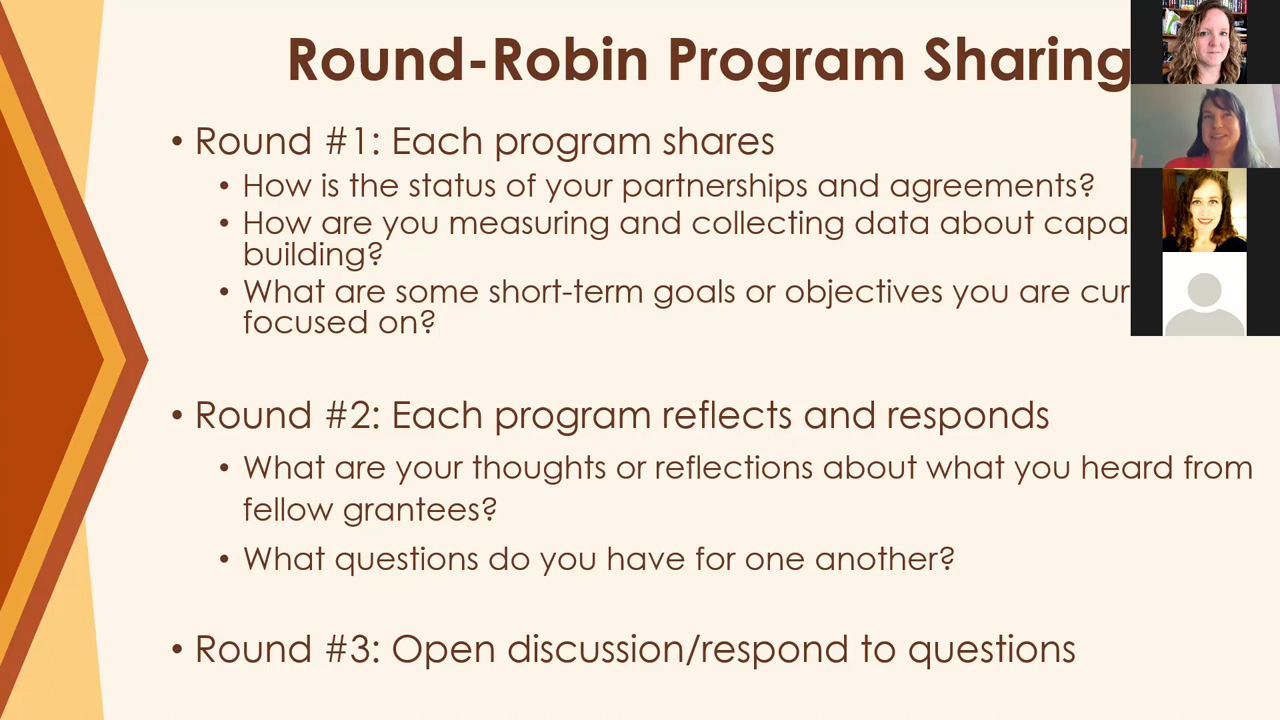 Round-Robin Program Sharing
• Round #1: Each program shares
• How is the status of your partnerships and agreements?
• How are you measuring and collecting data about capa
building?
• What are some short-term goals or objectives you are cur
focused on?
• Round #2: Each program reflects and responds
• What are your thoughts or reflections about what you heard from
fellow grantees?
• What questions do you have for one another?
• Round #3: Open discussion/respond to questions